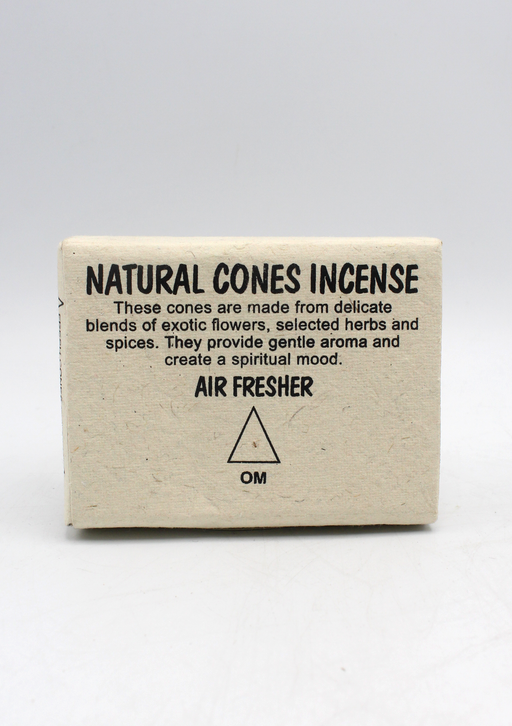 NATURAL CONES INCENSE
These cones are made from delicate
blends of exotic flowers, selected herbs and
spices. They provide gentle aroma and
create a spiritual mood.
AIR FRESHER
OM